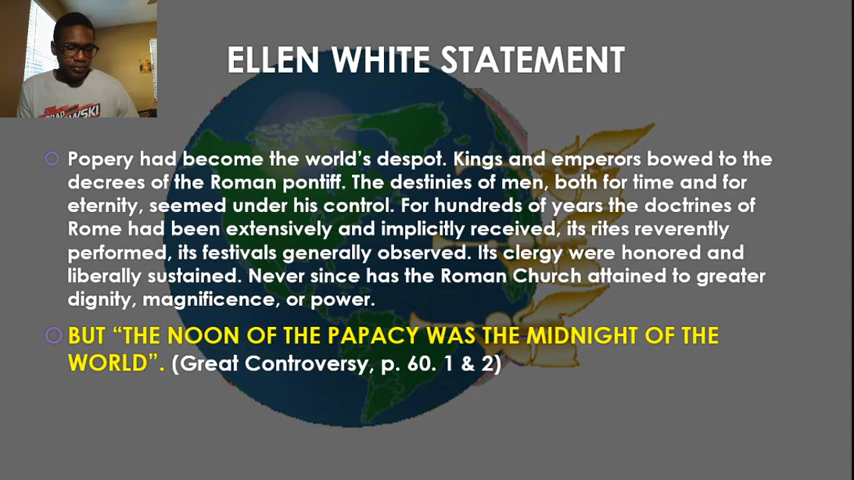 ELLEN WHITE STATEMENT
Popery had become the world's despot. Kings and emperors bowed to the
decrees of the Roman pontiff. The destinies of men, both for time and for
eternity, seemed under his control. For hundreds of years the doctrines of
Rome had been extensively and implicitly received, its rites reverently
performed, its festivals generally observed. Its clergy were honored and
liberally sustained. Never since has the Roman Church attained to greater
dignity, magnificence, or power.
BUT “THE NOON OF THE PAPACY WAS THE MIDNIGHT OF THE
WORLD”. (Great Controversy, p. 60. 1 & 2)